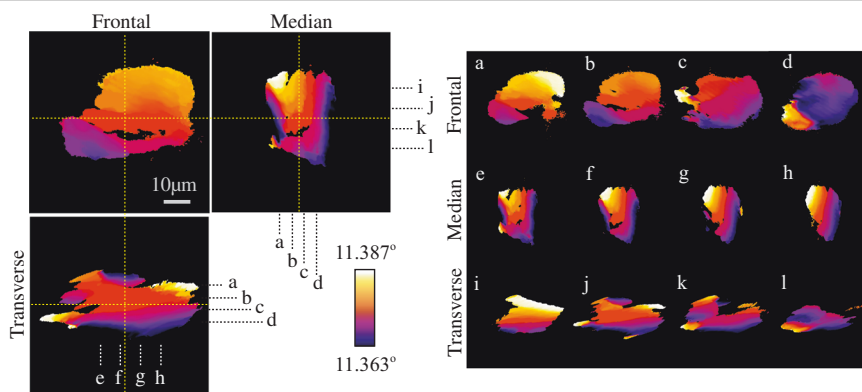 Frontal
Median
i
j
k
l
10µm
a
b
c
d
Transverse
a
b
c
d
e
f
g
h
11.387°
11.363°
Frontal
a
b
c
d
Median
e
f
g
h
Transverse
i
j
k
l